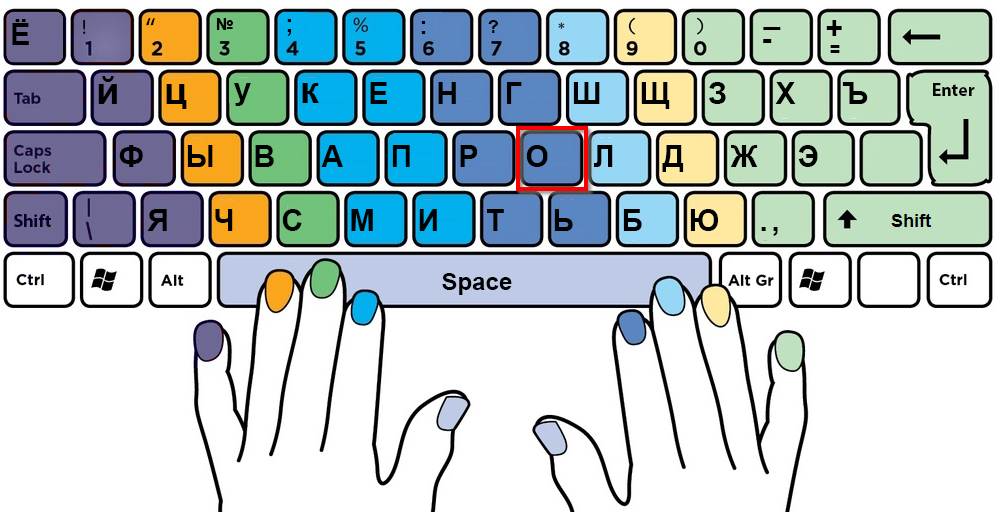 Ё ! 1 “ 2 № 3 ; 4 % 5 : 6 ? 7 * 8 ( 9 ) 0 — - + =
Tab Й Ц У К Е Н Г Ш Щ З Х Ъ Enter
Caps Lock Ф Ы В А П Р О Л Д Ж Э
Shift | \ Я Ч С М И Т Ь Б Ю . , Shift
Ctrl Alt Space Alt Gr Ctrl